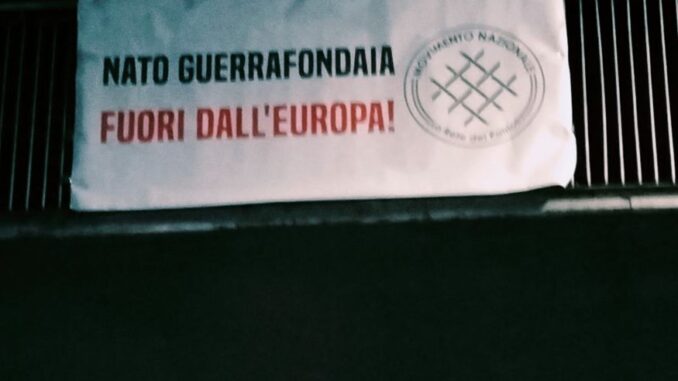 NATO GUERRAFONDAIA
FUORI DALL'EUROPA!
MOVIMENTO NAZIONALE